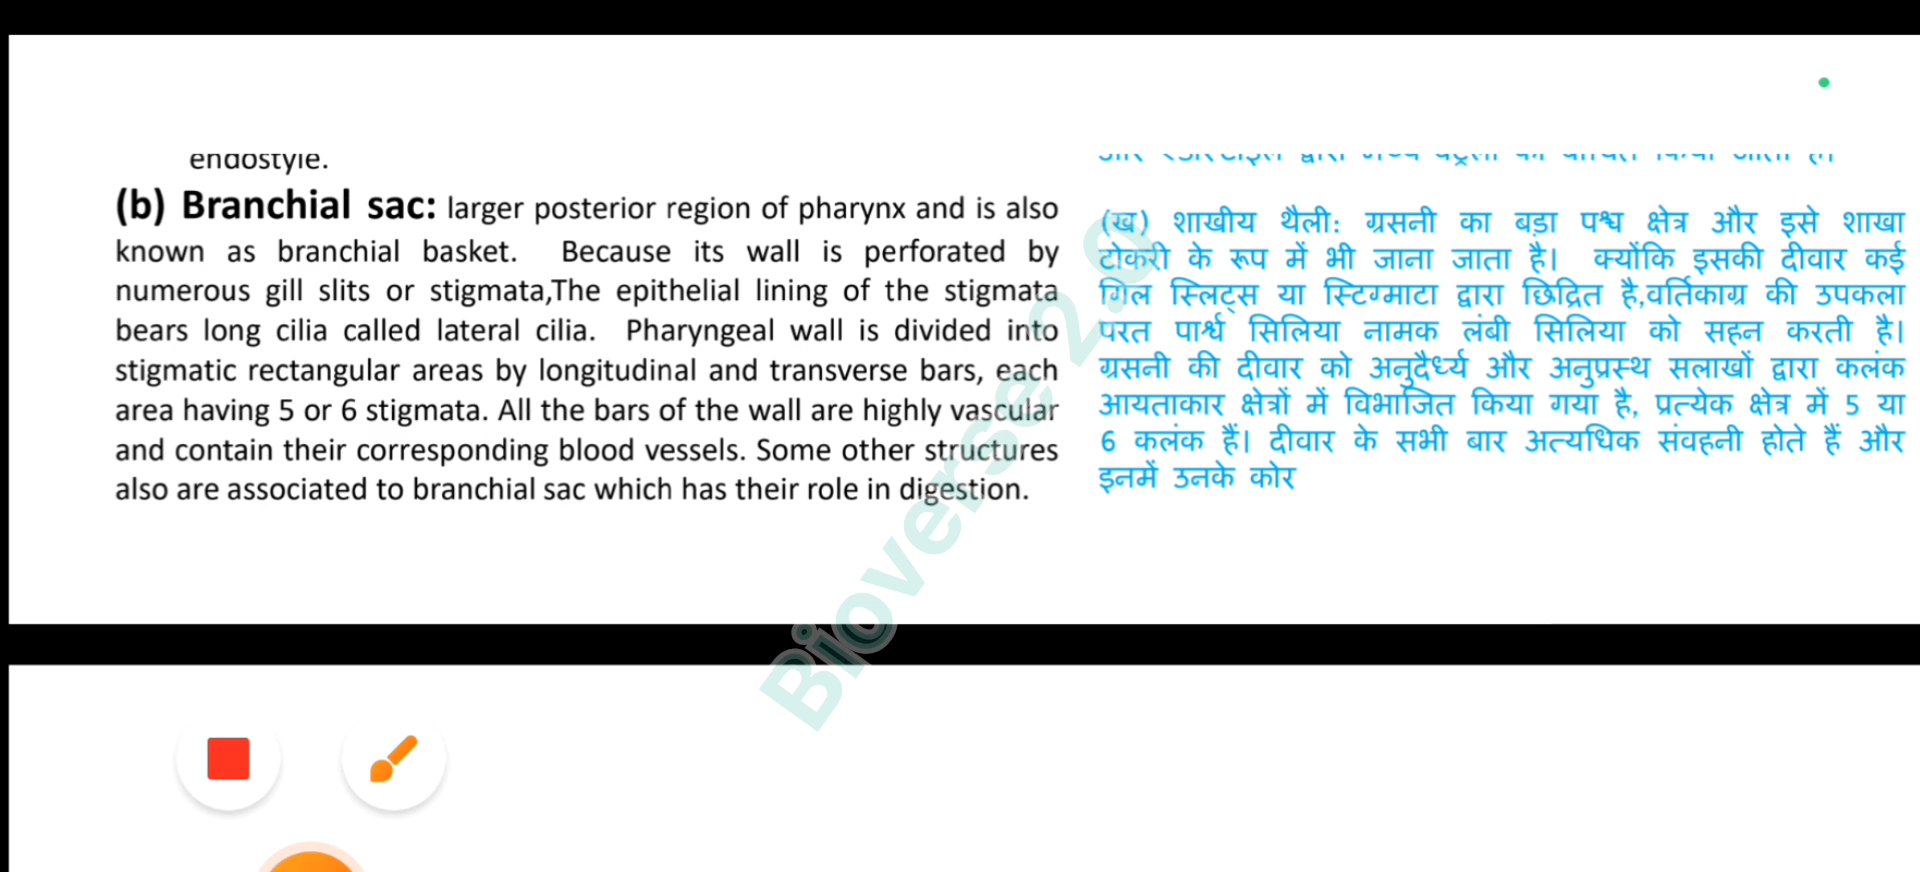 endostyle.
(b) Branchial sac: larger posterior region of pharynx and is also
known as branchial basket. Because its wall is perforated by
numerous gill slits or stigmata,The epithelial lining of the stigmata
bears long cilia called lateral cilia. Pharyngeal wall is divided into
stigmatic rectangular areas by longitudinal and transverse bars, each
area having 5 or 6 stigmata. All the bars of the wall are highly vascular
and contain their corresponding blood vessels. Some other structures
also are associated to branchial sac which has their role in digestion.
(ख) शाखीय थैली: ग्रसनी का बड़ा पश्च क्षेत्र और इसे शाखा
टोकरी के रूप में भी जाना जाता है। क्योंकि इसकी दीवार कई
गिल स्लिट्स या स्टिग्माटा द्वारा छिद्रित है,वर्तिकाग्र की उपकला
परत पार्श्व सिलिया नामक लंबी सिलिया को सहन करती है।
ग्रसनी की दीवार को अनुदैर्ध्य और अनुप्रस्थ सलाखों द्वारा कलंक
आयताकार क्षेत्रों में विभाजित किया गया है, प्रत्येक क्षेत्र में 5 या
6 कलंक हैं। दीवार के सभी बार अत्यधिक संवहनी होते हैं और
इनमें उनके कोर
Bioverse 2.0